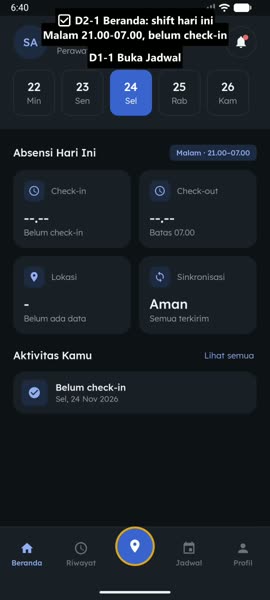 6:40
☑ D2-1 Beranda: shift hari ini
Malam 21.00-07.00, belum check-in
SA
Perawa
D1-1 Buka Jadwal
22
Min
23
Sen
24
Sel
25
Rab
26
Kam
Absensi Hari Ini
Malam · 21.00–07.00
Check-in
--.--
Belum check-in
Check-out
--.--
Batas 07.00
Lokasi
-
Belum ada data
Sinkronisasi
Aman
Semua terkirim
Aktivitas Kamu
Lihat semua
Belum check-in
Sel, 24 Nov 2026
Beranda
Riwayat
Jadwal
Profil